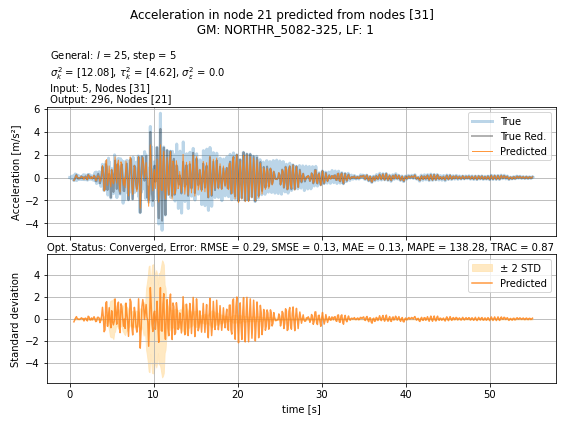 Acceleration in node 21 predicted from nodes [31]
GM: NORTHR_5082-325, LF: 1
General: l = 25, step = 5
σ²ₖ = [12.08], τ²ₖ = [4.62], σ²_ε = 0.0
Input: 5, Nodes [31]
Output: 296, Nodes [21]
Acceleration [m/s²]
6
4
2
0
−2
−4
True
True Red.
Predicted
Opt. Status: Converged, Error: RMSE = 0.29, SMSE = 0.13, MAE = 0.13, MAPE = 138.28, TRAC = 0.87
Standard deviation
4
2
0
−2
−4
± 2 STD
Predicted
0 10 20 30 40 50
time [s]